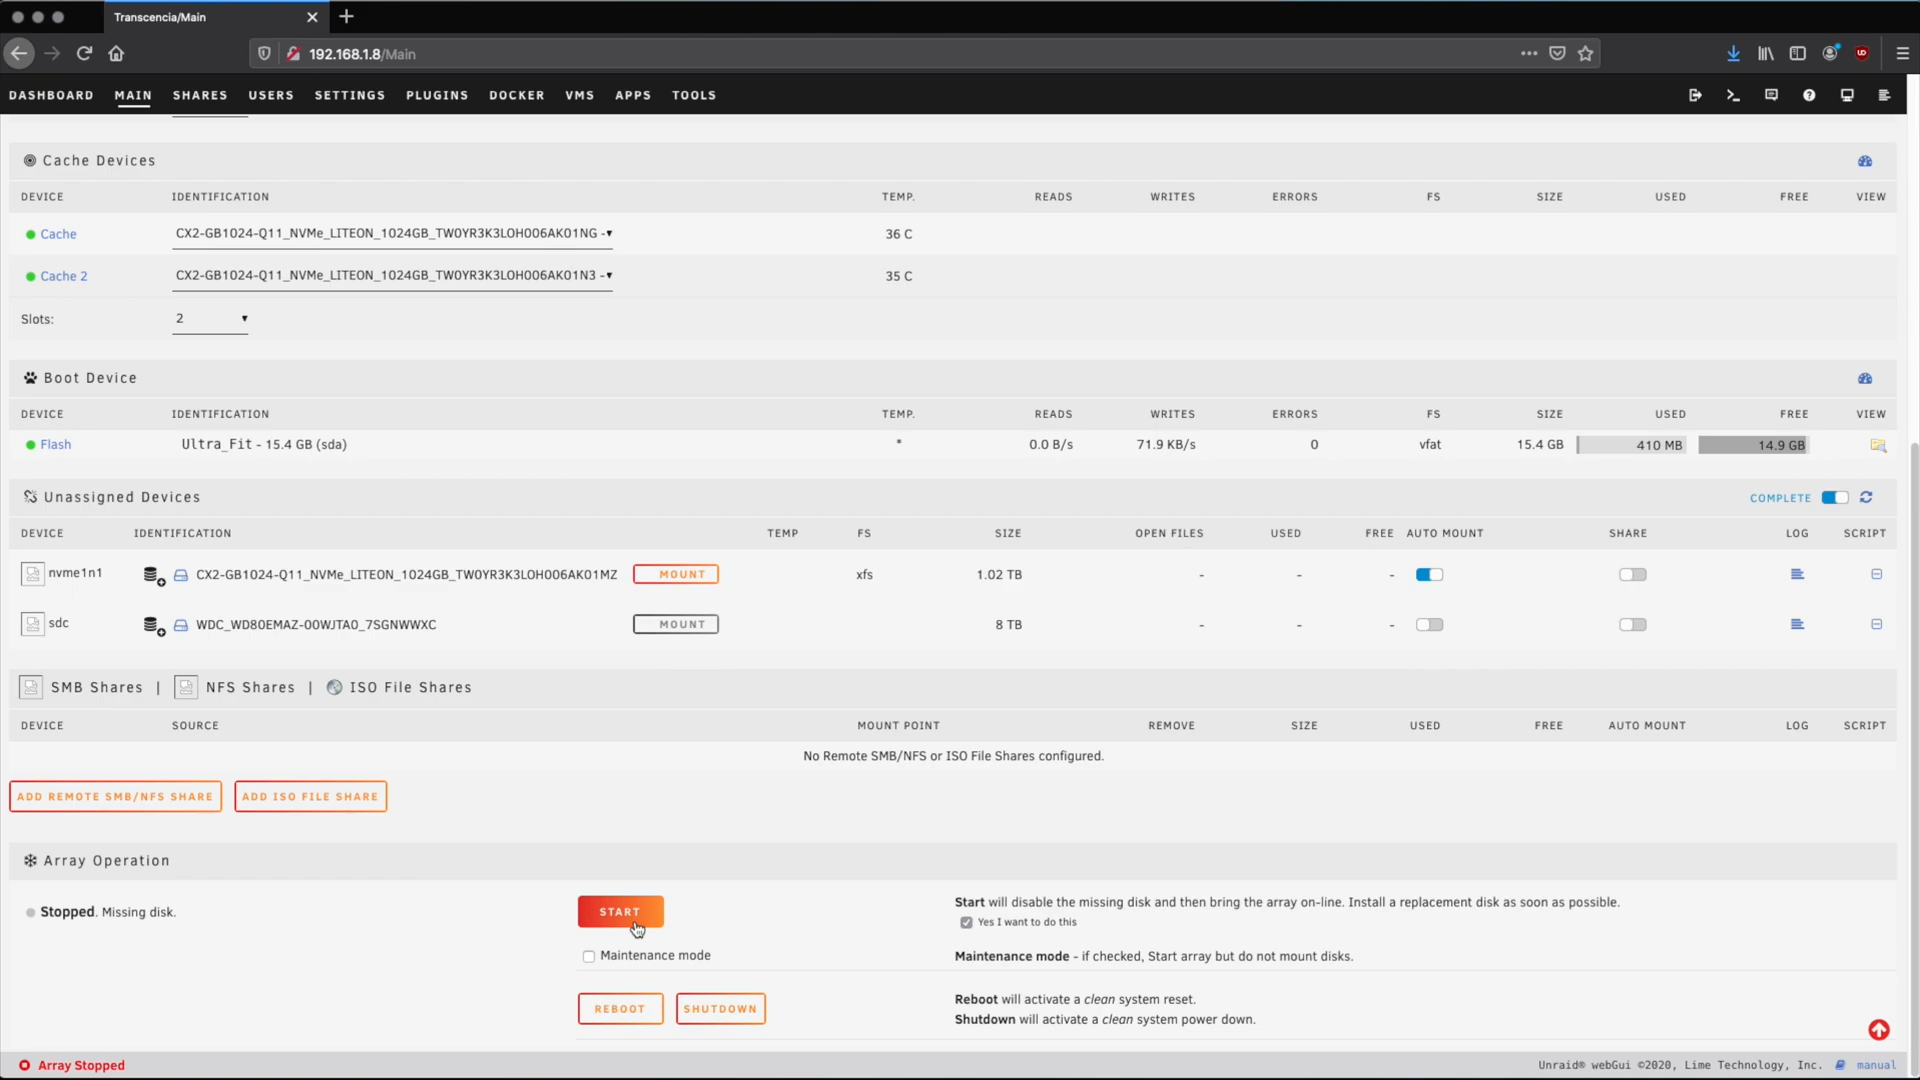 Transcencia/Main
192.168.1.8/Main
DASHBOARD MAIN SHARES USERS SETTINGS PLUGINS DOCKER VMS APPS TOOLS
Cache Devices
DEVICE IDENTIFICATION TEMP. READS WRITES ERRORS FS SIZE USED FREE VIEW
Cache CX2-GB1024-Q11_NVMe_LITEON_1024GB_TW0YR3K3LOH006AK01NG - 36 C
Cache 2 CX2-GB1024-Q11_NVMe_LITEON_1024GB_TW0YR3K3LOH006AK01N3 - 35 C
Slots: 2
Boot Device
DEVICE IDENTIFICATION TEMP. READS WRITES ERRORS FS SIZE USED FREE VIEW
Flash Ultra_Fit - 15.4 GB (sda) * 0.0 B/s 71.9 KB/s 0 vfat 15.4 GB 410 MB 14.9 GB
Unassigned Devices COMPLETE
DEVICE IDENTIFICATION TEMP FS SIZE OPEN FILES USED FREE AUTO MOUNT SHARE LOG SCRIPT
nvme1n1 CX2-GB1024-Q11_NVMe_LITEON_1024GB_TW0YR3K3LOH006AK01MZ MOUNT xfs 1.02 TB - - -
sdc WDC_WD80EMAZ-00WJTA0_7SGNWWXC MOUNT 8 TB - - -
SMB Shares | NFS Shares | ISO File Shares
DEVICE SOURCE MOUNT POINT REMOVE SIZE USED FREE AUTO MOUNT LOG SCRIPT
No Remote SMB/NFS or ISO File Shares configured.
ADD REMOTE SMB/NFS SHARE ADD ISO FILE SHARE
Array Operation
Stopped. Missing disk. START Start will disable the missing disk and then bring the array on-line. Install a replacement disk as soon as possible.
Yes I want to do this
Maintenance mode Maintenance mode - if checked, Start array but do not mount disks.
REBOOT SHUTDOWN Reboot will activate a clean system reset.
Shutdown will activate a clean system power down.
Array Stopped Unraid® webGui ©2020, Lime Technology, Inc. manual